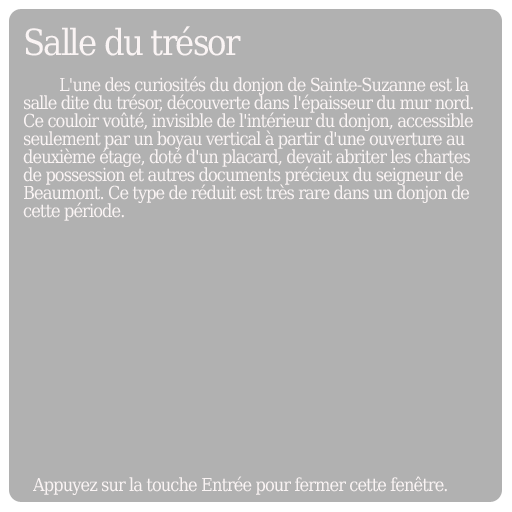 Salle du trésor
L'une des curiosités du donjon de Sainte-Suzanne est la
salle dite du trésor, découverte dans l'épaisseur du mur nord.
Ce couloir voûté, invisible de l'intérieur du donjon, accessible
seulement par un boyau vertical à partir d'une ouverture au
deuxième étage, doté d'un placard, devait abriter les chartes
de possession et autres documents précieux du seigneur de
Beaumont. Ce type de réduit est très rare dans un donjon de
cette période.
Appuyez sur la touche Entrée pour fermer cette fenêtre.